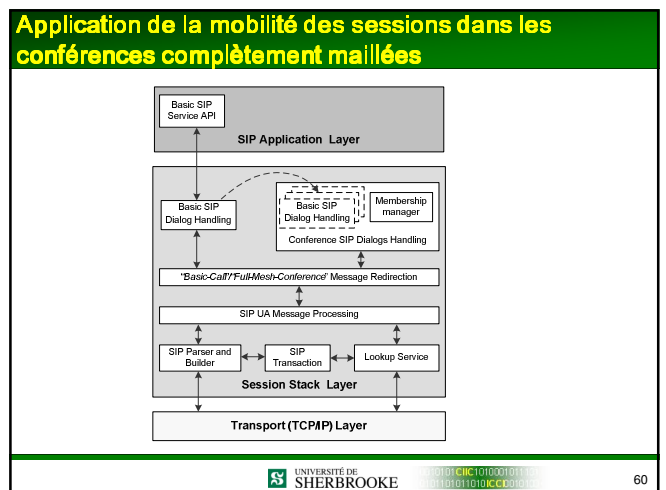 Application de la mobilité des sessions dans les
conférences complètement maillées
Basic SIP
Service API
SIP Application Layer
Basic SIP
Dialog Handling
Basic SIP
Dialog Handling
Membership
manager
Conference SIP Dialogs Handling
"Basic-Call"/"Full-Mesh-Conference" Message Redirection
SIP UA Message Processing
SIP Parser and
Builder
SIP
Transaction
Lookup Service
Session Stack Layer
Transport (TCP/IP) Layer
UNIVERSITÉ DE
SHERBROOKE
60